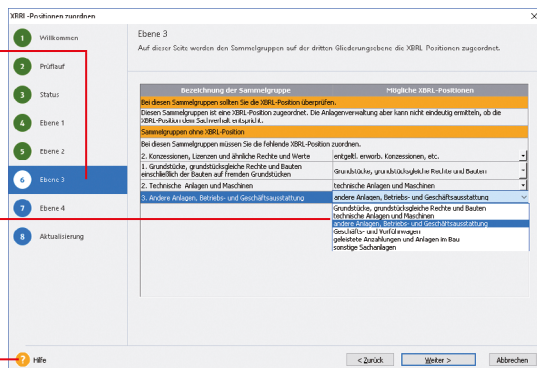 XBRL-Positionen zuordnen
1 Willkommen
2 Prüflauf
3 Status
4 Ebene 1
5 Ebene 2
6 Ebene 3
7 Ebene 4
8 Aktualisierung
Ebene 3
Auf dieser Seite werden den Sammelgruppen auf der dritten Gliederungsebene die XBRL Positionen zugeordnet.
Bezeichnung der Sammelgruppe Mögliche XBRL-Positionen
Bei diesen Sammelgruppen sollten Sie die XBRL-Position überprüfen.
Diesen Sammelgruppen ist eine XBRL-Position zugeordnet. Die Anlagenverwaltung aber kann nicht eindeutig ermitteln, ob die
XBRL-Position dem Sachverhalt entspricht.
Sammelgruppen ohne XBRL-Position
Bei diesen Sammelgruppen müssen Sie die fehlende XBRL-Position zuordnen.
2. Konzessionen, Lizenzen und ähnliche Rechte und Werte entgeltl. erworb. Konzessionen, etc.
1. Grundstücke, grundstücksgleiche Rechte und Bauten
einschließlich der Bauten auf fremden Grundstücken Grundstücke, grundstücksgleiche Rechte und Bauten
2. Technische Anlagen und Maschinen technische Anlagen und Maschinen
3. Andere Anlagen, Betriebs- und Geschäftsausstattung andere Anlagen, Betriebs- und Geschäftsausstattung
Grundstücke, grundstücksgleiche Rechte und Bauten
technische Anlagen und Maschinen
andere Anlagen, Betriebs- und Geschäftsausstattung
Geschäfts- und Vorführwagen
geleistete Anzahlungen und Anlagen im Bau
sonstige Sachanlagen
? Hilfe
< Zurück Weiter > Abbrechen